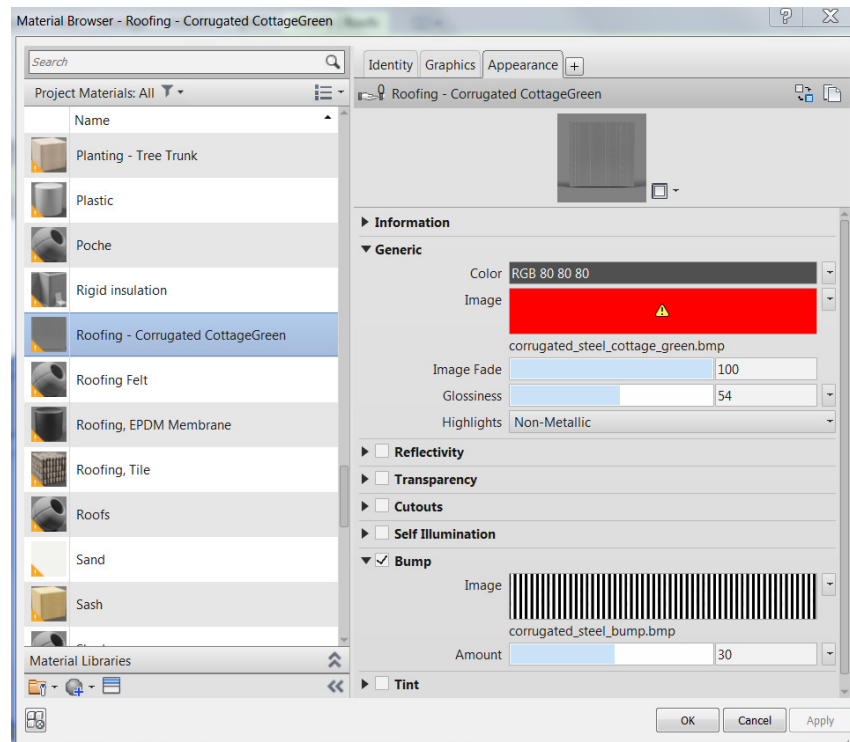 Material Browser - Roofing - Corrugated CottageGreen
Search
Project Materials: All
Name
Planting - Tree Trunk
Plastic
Poche
Rigid insulation
Roofing - Corrugated CottageGreen
Roofing Felt
Roofing, EPDM Membrane
Roofing, Tile
Roofs
Sand
Sash
Material Libraries
Identity Graphics Appearance +
Roofing - Corrugated CottageGreen
Information
Generic
Color RGB 80 80 80
Image
corrugated_steel_cottage_green.bmp
Image Fade 100
Glossiness 54
Highlights Non-Metallic
Reflectivity
Transparency
Cutouts
Self Illumination
Bump
Image
corrugated_steel_bump.bmp
Amount 30
Tint
OK Cancel Apply